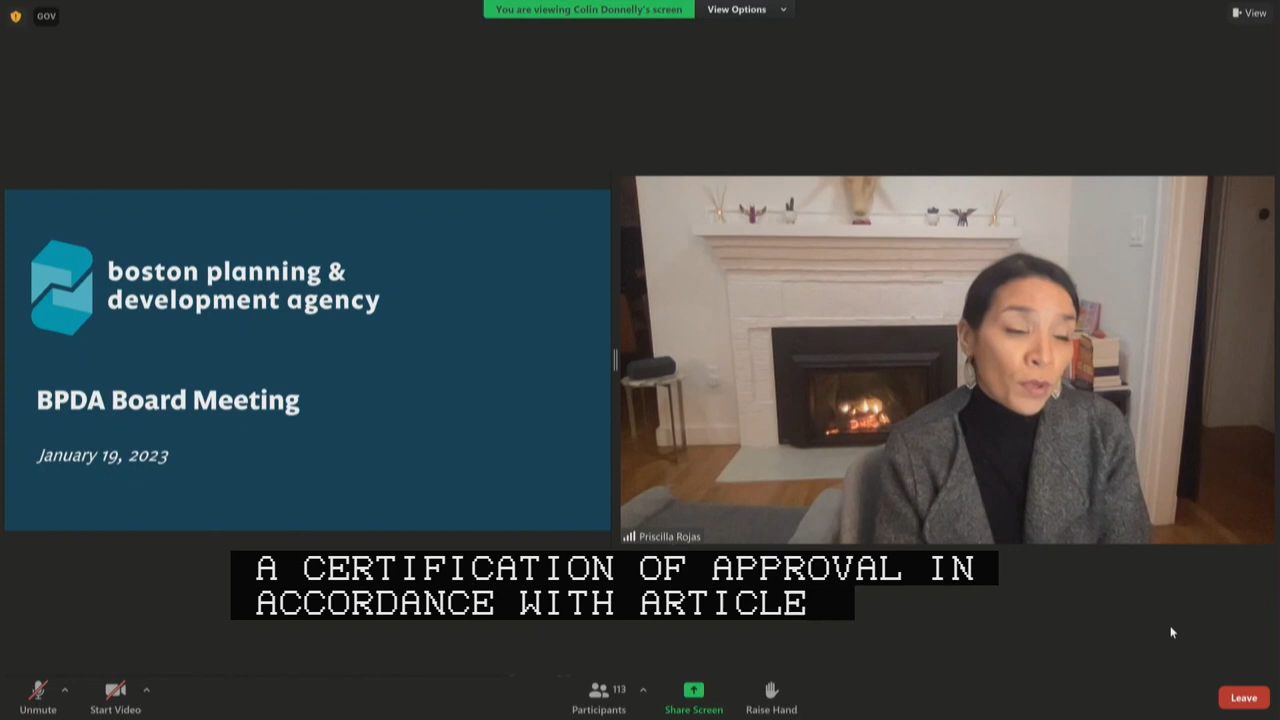 GOV
You are viewing Colin Donnelly's screen
View Options
View
boston planning &
development agency
BPDA Board Meeting
January 19, 2023
Priscilla Rojas
A CERTIFICATION OF APPROVAL IN
ACCORDANCE WITH ARTICLE
Unmute
Start Video
113
Participants
Share Screen
Raise Hand
Leave